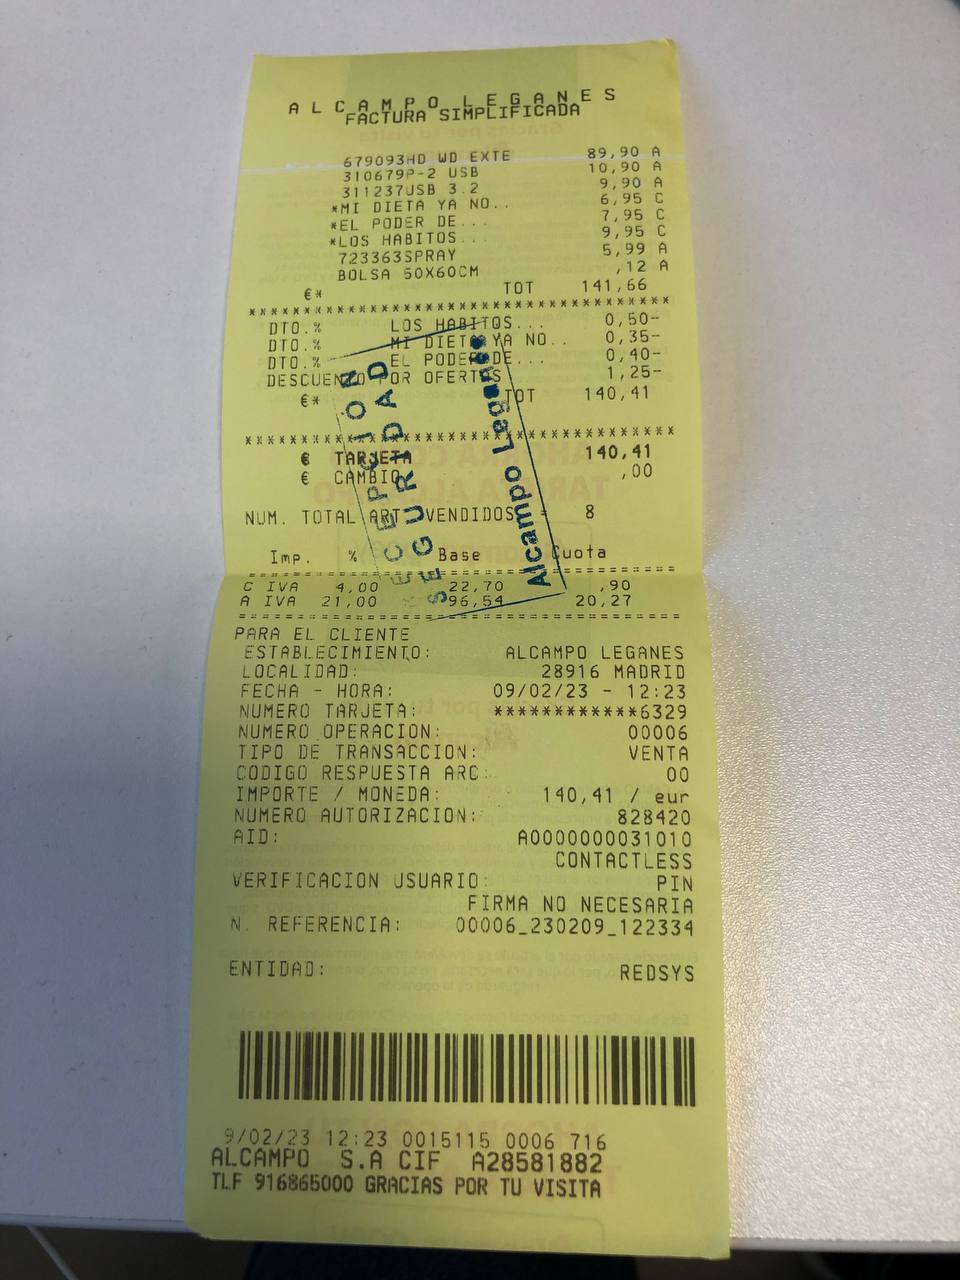 ALCAMPO LEGANES
FACTURA SIMPLIFICADA
679093HD WD EXTE 89,90 A
310679P-2 USB 10,90 A
311237USB 3.2 9,90 A
*MI DIETA YA NO.. 6,95 C
*EL PODER DE... 7,95 C
*LOS HABITOS... 9,95 C
723363SPRAY 5,99 A
BOLSA 50X60CM ,12 A
€* TOT 141,66
****************************************
DTO.% LOS HABITOS... 0,50-
DTO.% MI DIETA YA NO.. 0,35-
DTO.% EL PODER DE... 0,40-
DESCUENTO POR OFERTAS 1,25-
€* TOT 140,41
****************************************
€ TARJETA 140,41
€ CAMBIO ,00
NUM. TOTAL ART. VENDIDOS = 8
RECEPCION
SEGURIDAD
Alcampo Leganés
Imp. % Base Cuota
========================================
C IVA 4,00 22,70 ,90
A IVA 21,00 96,54 20,27
========================================
PARA EL CLIENTE
ESTABLECIMIENTO: ALCAMPO LEGANES
LOCALIDAD: 28916 MADRID
FECHA - HORA: 09/02/23 - 12:23
NUMERO TARJETA: ************6329
NUMERO OPERACION: 00006
TIPO DE TRANSACCION: VENTA
CODIGO RESPUESTA ARC: 00
IMPORTE / MONEDA: 140,41 / eur
NUMERO AUTORIZACION: 828420
AID: A0000000031010
CONTACTLESS
VERIFICACION USUARIO: PIN
FIRMA NO NECESARIA
N. REFERENCIA: 00006_230209_122334
ENTIDAD: REDSYS
9/02/23 12:23 0015115 0006 716
ALCAMPO S.A CIF A28581882
TLF 916865000 GRACIAS POR TU VISITA